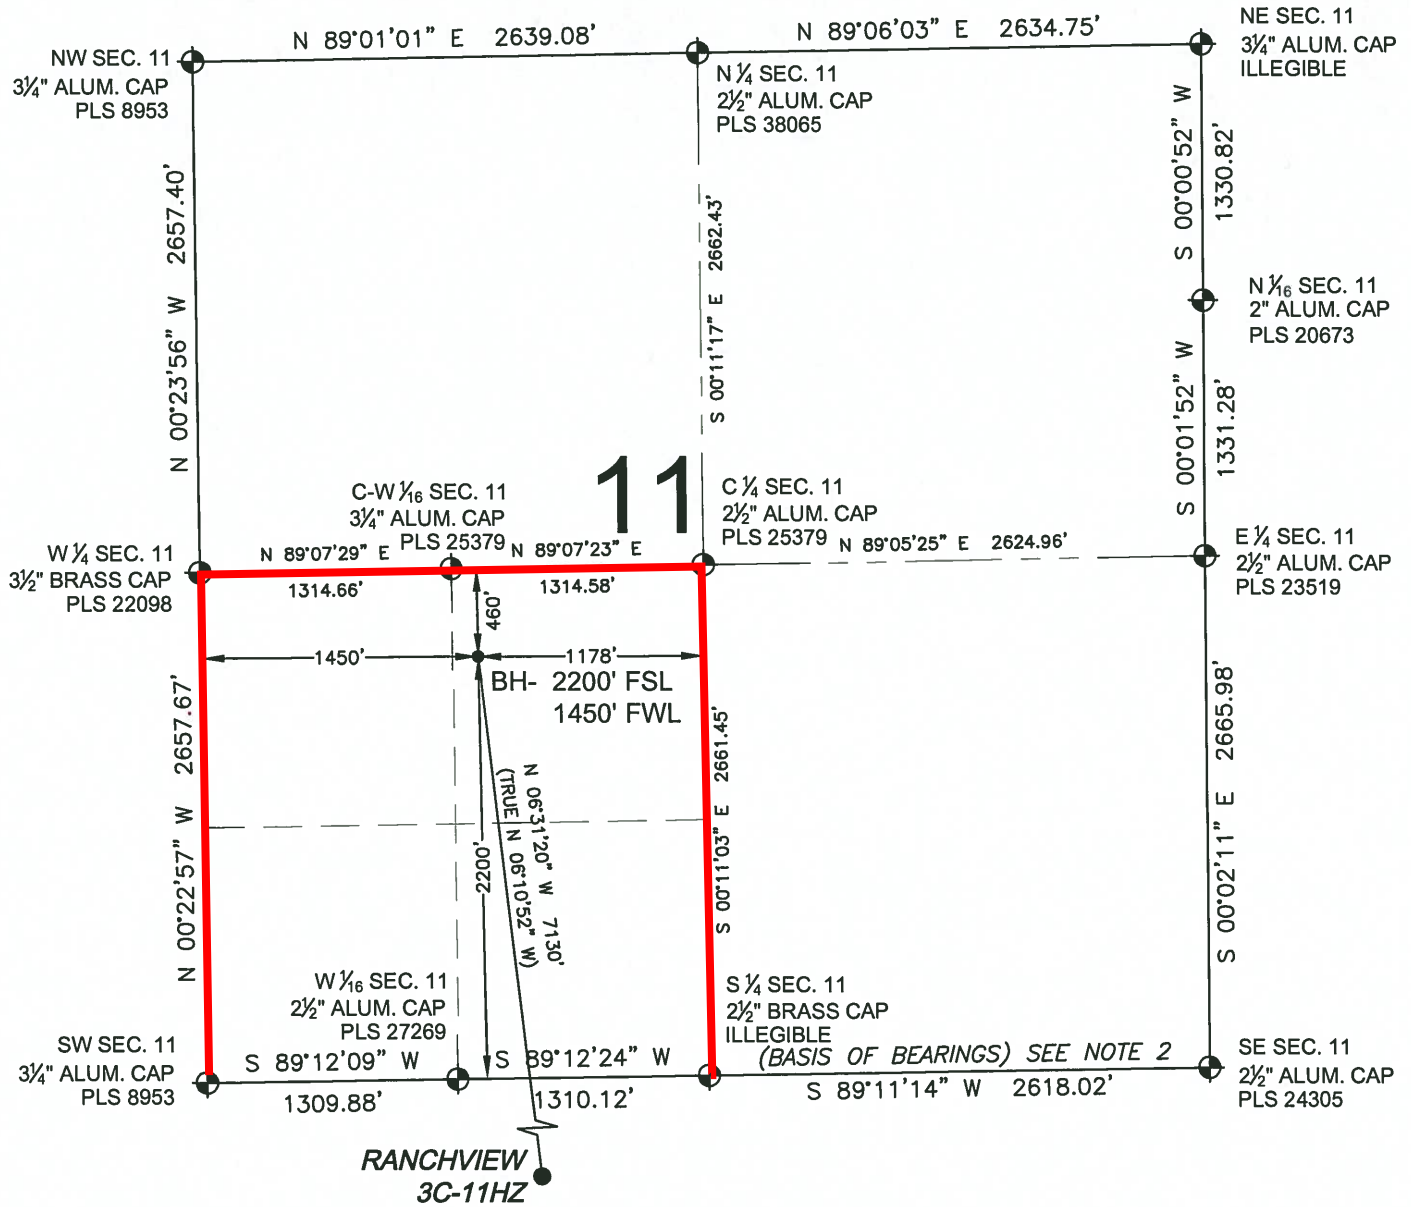 N 89°01'01" E 2639.08'
N 89°06'03" E 2634.75'
NE SEC. 11
3¼" ALUM. CAP
ILLEGIBLE
NW SEC. 11
3¼" ALUM. CAP
PLS 8953
N ¼ SEC. 11
2½" ALUM. CAP
PLS 38065
S 00°00'52" W
1330.82'
N 00°23'56" W 2657.40'
S 00°11'17" E 2662.43'
N 1/16 SEC. 11
2" ALUM. CAP
PLS 20673
S 00°01'52" W
1331.28'
11
C-W 1/16 SEC. 11
3¼" ALUM. CAP
PLS 25379
C ¼ SEC. 11
2½" ALUM. CAP
PLS 25379
W ¼ SEC. 11
3½" BRASS CAP
PLS 22098
N 89°07'29" E
1314.66'
N 89°07'23" E
1314.58'
N 89°05'25" E 2624.96'
E ¼ SEC. 11
2½" ALUM. CAP
PLS 23519
460'
1450'
1178'
BH- 2200' FSL
1450' FWL
N 00°22'57" W 2657.67'
S 00°11'03" E 2661.45'
S 00°02'11" E 2665.98'
N 06°31'20" W 7130'
(TRUE N 06°10'52" W)
2200'
W 1/16 SEC. 11
2½" ALUM. CAP
PLS 27269
S ¼ SEC. 11
2½" BRASS CAP
ILLEGIBLE
SW SEC. 11
3¼" ALUM. CAP
PLS 8953
S 89°12'09" W
1309.88'
S 89°12'24" W
1310.12'
(BASIS OF BEARINGS) SEE NOTE 2
S 89°11'14" W 2618.02'
SE SEC. 11
2½" ALUM. CAP
PLS 24305
RANCHVIEW
3C-11HZ